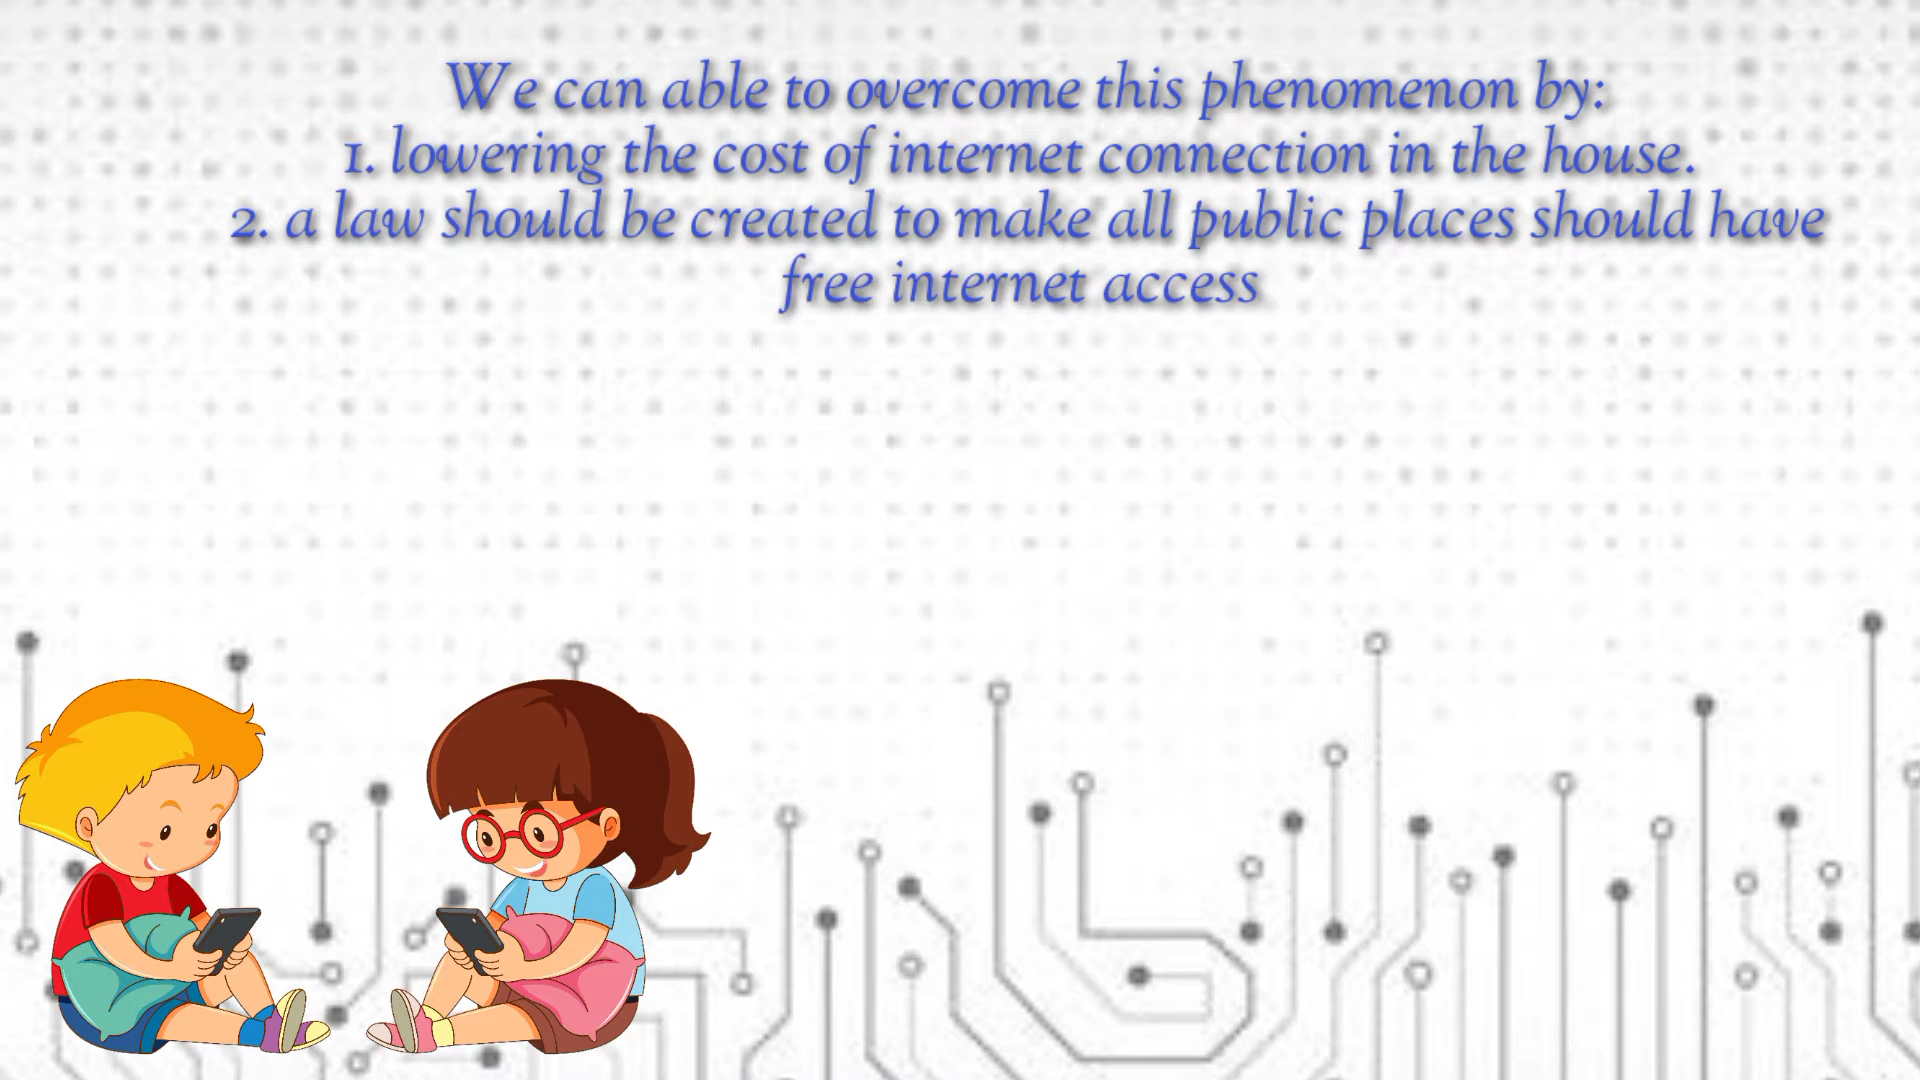 We can able to overcome this phenomenon by:
1. lowering the cost of internet connection in the house.
2. a law should be created to make all public places should have
free internet access